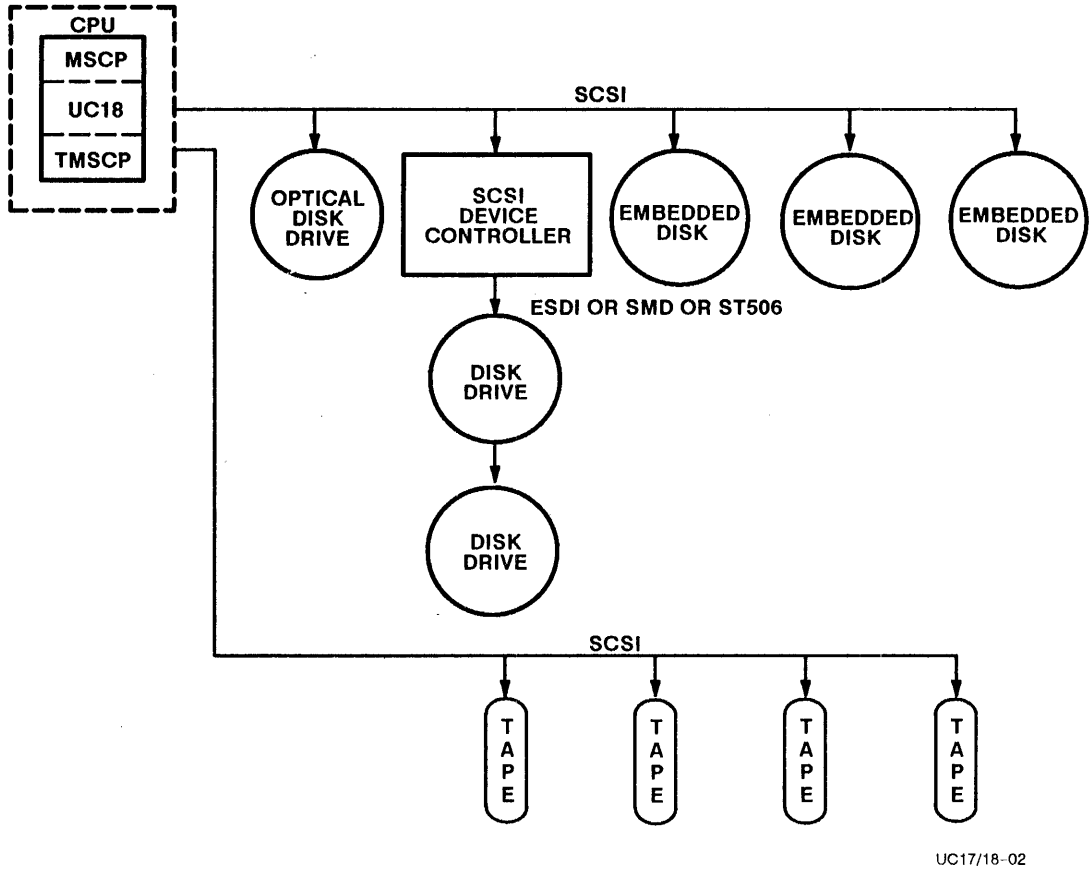 CPU
MSCP
UC18
TMSCP
SCSI
OPTICAL
DISK
DRIVE
SCSI
DEVICE
CONTROLLER
EMBEDDED
DISK
EMBEDDED
DISK
EMBEDDED
DISK
ESDI OR SMD OR ST506
DISK
DRIVE
DISK
DRIVE
SCSI
TAPE
TAPE
TAPE
TAPE
UC17/18-02